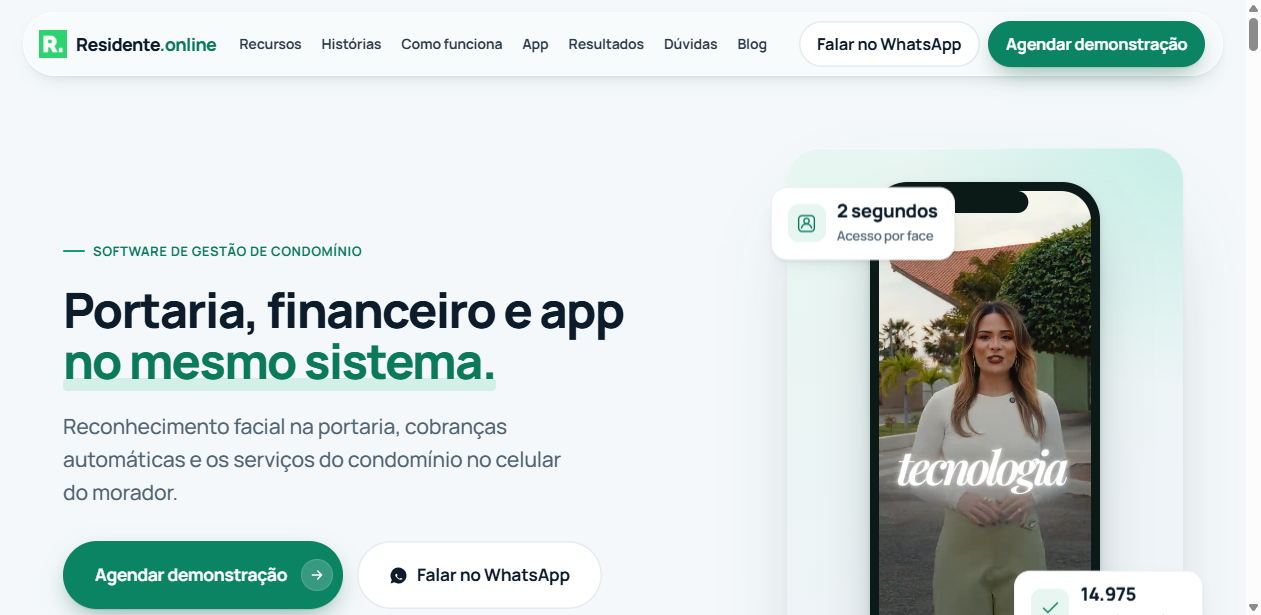 R. Residente.online Recursos Histórias Como funciona App Resultados Dúvidas Blog Falar no WhatsApp Agendar demonstração
SOFTWARE DE GESTÃO DE CONDOMÍNIO
Portaria, financeiro e app
no mesmo sistema.
Reconhecimento facial na portaria, cobranças
automáticas e os serviços do condomínio no celular
do morador.
Agendar demonstração
Falar no WhatsApp
2 segundos
Acesso por face
tecnologia
14.975